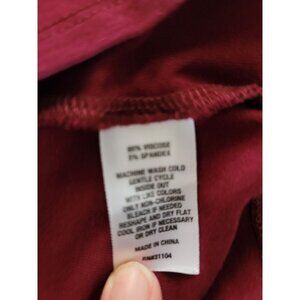 95% VISCOSE
5% SPANDEX
MACHINE WASH COLD
GENTLE CYCLE
INSIDE OUT
WITH LIKE COLORS
ONLY NON-CHLORINE
BLEACH IF NEEDED
RESHAPE AND DRY FLAT
COOL IRON IF NECESSARY
OR DRY CLEAN
MADE IN CHINA